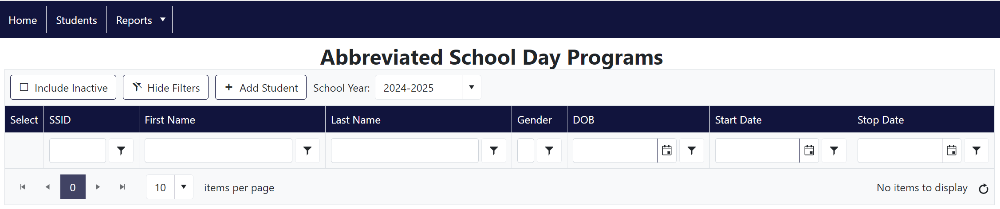 Home Students Reports
Abbreviated School Day Programs
Include Inactive Hide Filters + Add Student School Year: 2024-2025
Select SSID First Name Last Name Gender DOB Start Date Stop Date
0 10 items per page No items to display